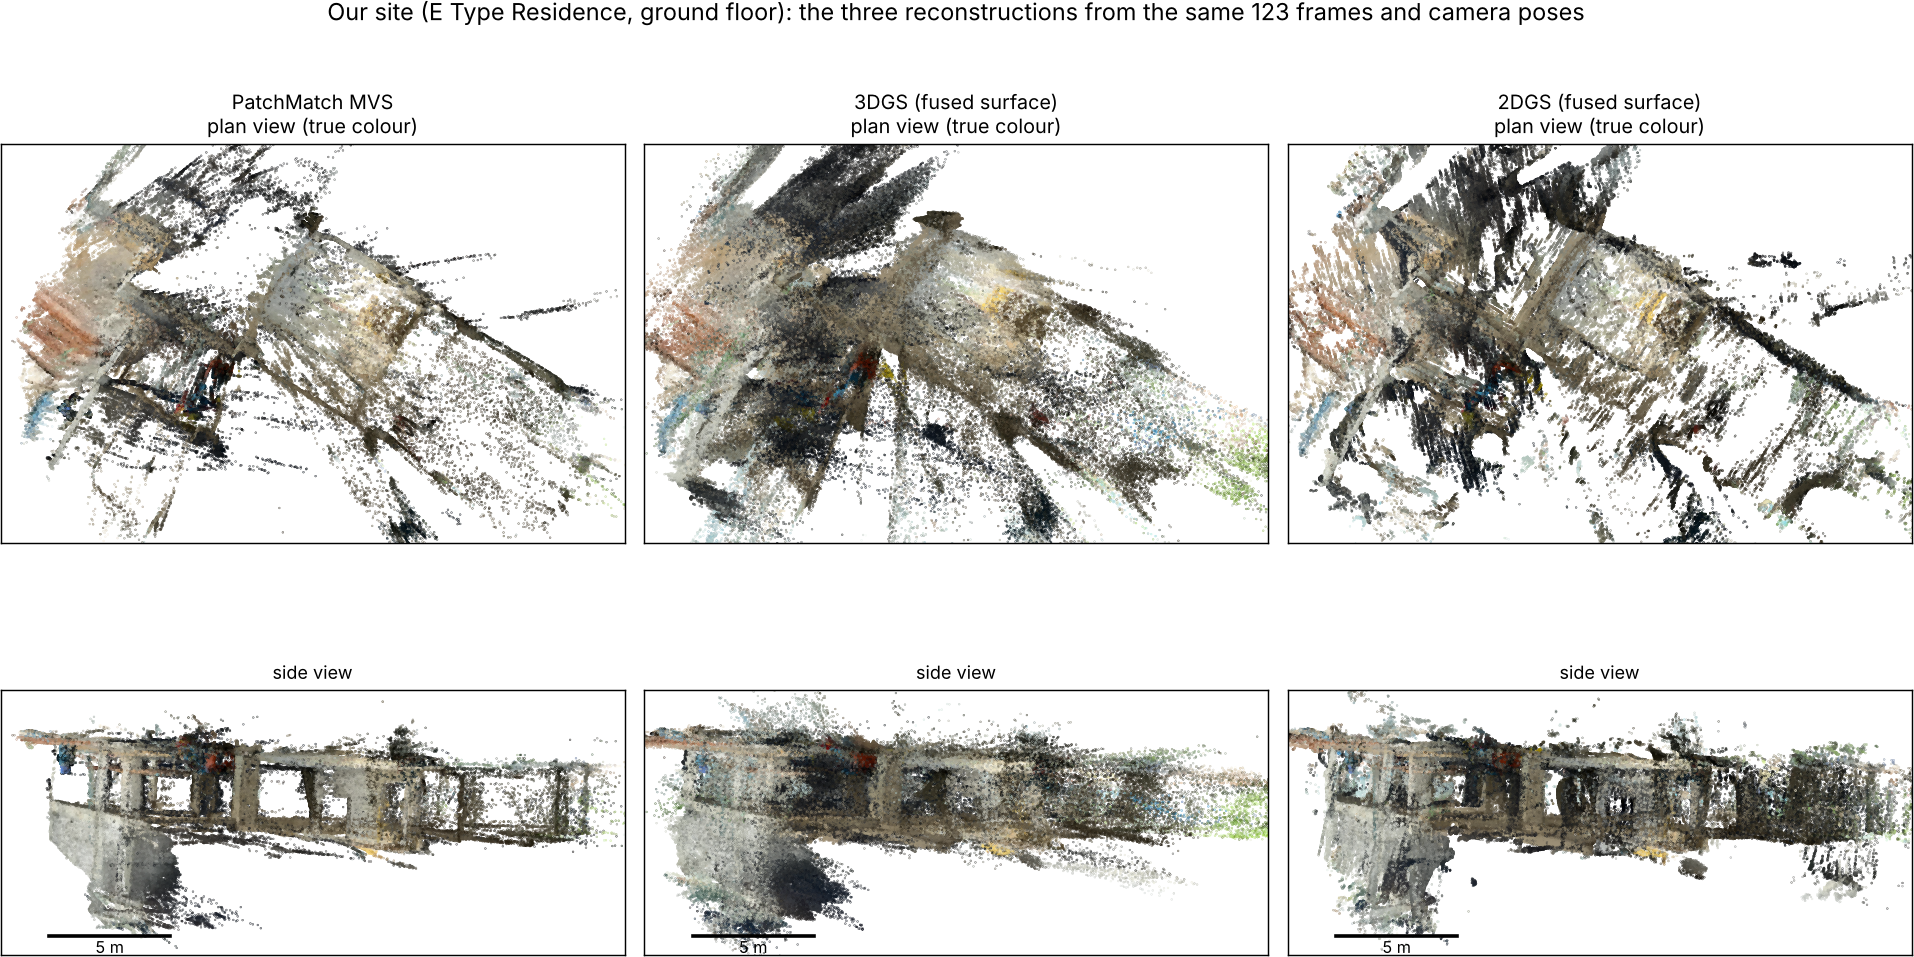 Our site (E Type Residence, ground floor): the three reconstructions from the same 123 frames and camera poses
PatchMatch MVS
plan view (true colour)
3DGS (fused surface)
plan view (true colour)
2DGS (fused surface)
plan view (true colour)
side view
side view
side view
5 m
5 m
5 m